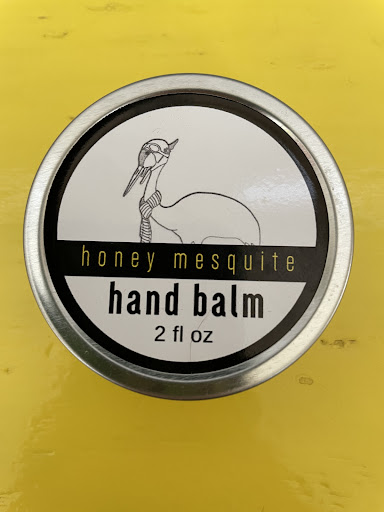 honey mesquite
hand balm
2 fl oz